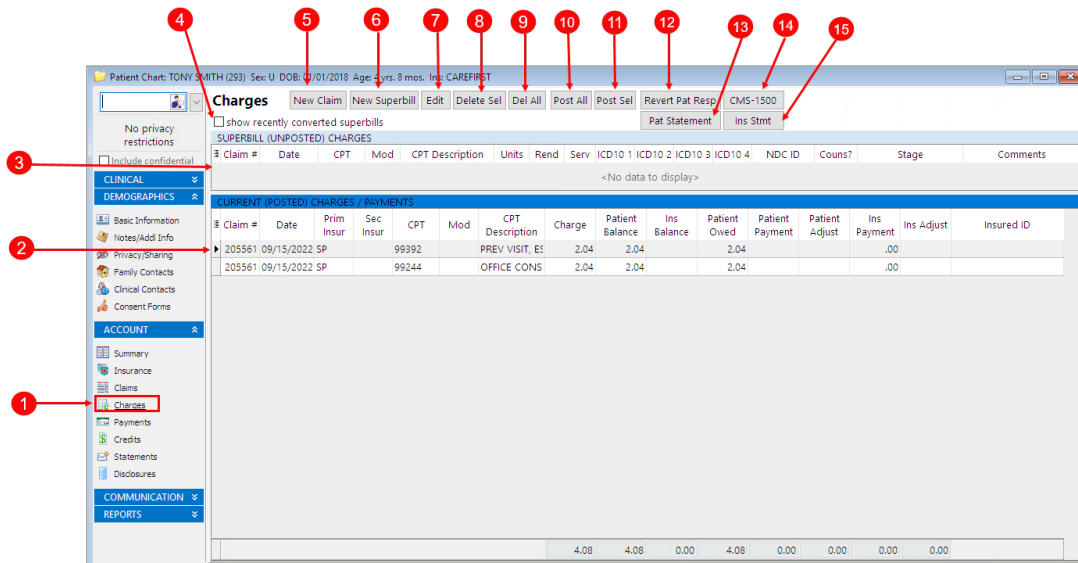 4 5 6 7 8 9 10 11 12 13 14 15
Patient Chart: TONY SMITH (293) Sex: U DOB: 01/01/2018 Age: 4 yrs. 8 mos. Ins: CAREFIRST
Charges New Claim New Superbill Edit Delete Sel Del All Post All Post Sel Revert Pat Resp CMS-1500
show recently converted superbills Pat Statement Ins Stmt
No privacy
restrictions
Include confidential
SUPERBILL (UNPOSTED) CHARGES
Claim # Date CPT Mod CPT Description Units Rend Serv ICD10 1 ICD10 2 ICD10 3 ICD10 4 NDC ID Couns? Stage Comments
<No data to display>
3
CLINICAL
DEMOGRAPHICS
Basic Information
Notes/Addl Info
Privacy/Sharing
Family Contacts
Clinical Contacts
Consent Forms
CURRENT (POSTED) CHARGES / PAYMENTS
Claim # Date Prim Insur Sec Insur CPT Mod CPT Description Charge Patient Balance Ins Balance Patient Owed Patient Payment Patient Adjust Ins Payment Ins Adjust Insured ID
2
205561 09/15/2022 SP 99392 PREV VISIT, ES 2.04 2.04 2.04 .00
205561 09/15/2022 SP 99244 OFFICE CONS 2.04 2.04 2.04 .00
ACCOUNT
Summary
Insurance
Claims
1
Charges
Payments
Credits
Statements
Disclosures
COMMUNICATION
REPORTS
4.08 4.08 0.00 4.08 0.00 0.00 0.00 0.00